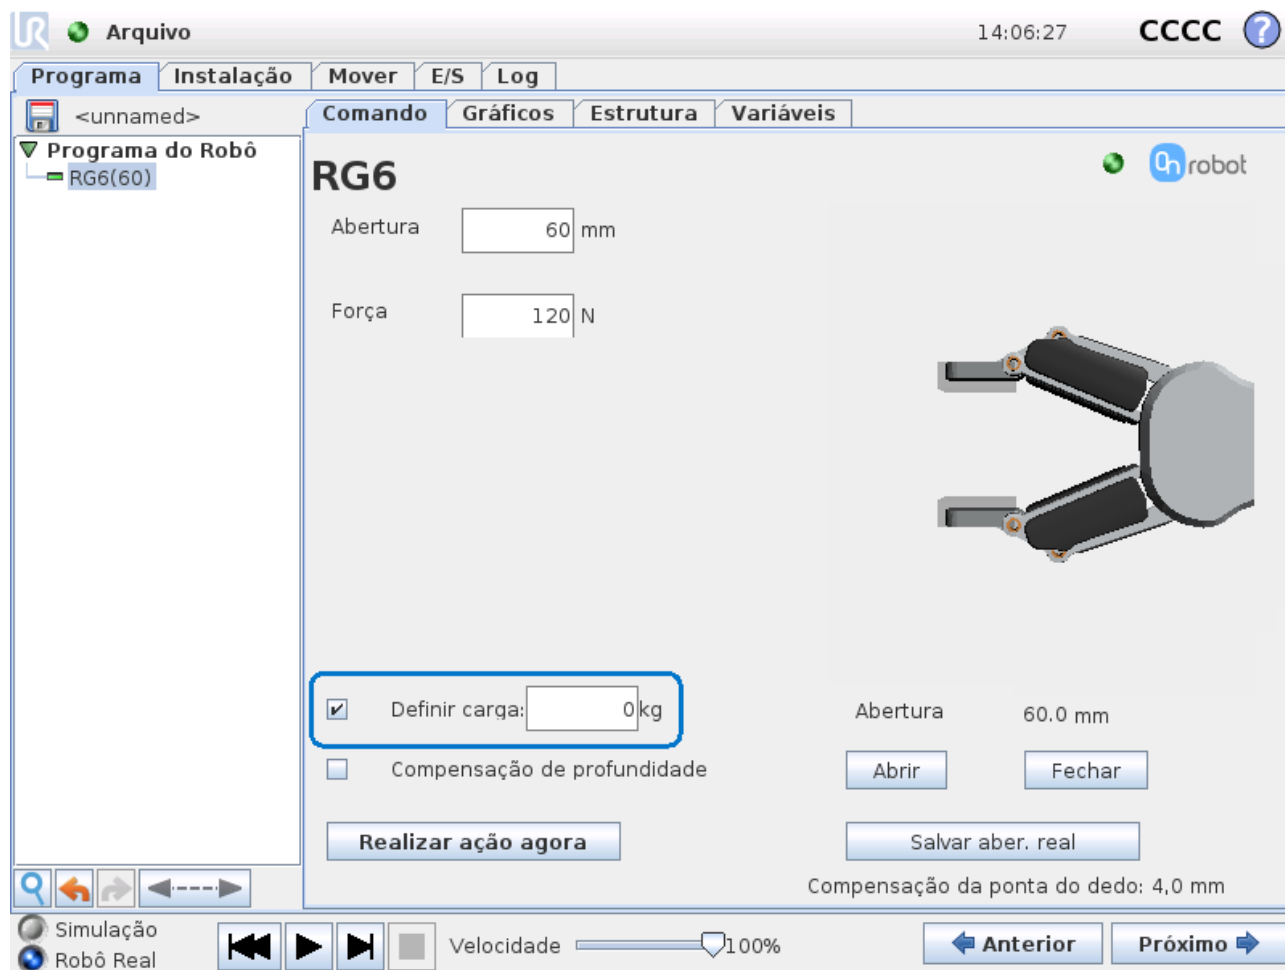 UR Arquivo 14:06:27 CCCC ?
Programa Instalação Mover E/S Log
<unnamed> Comando Gráficos Estrutura Variáveis
Programa do Robô
RG6(60)
RG6
On robot
Abertura 60 mm
Força 120 N
Definir carga: 0 kg
Abertura 60.0 mm
Compensação de profundidade
Abrir Fechar
Realizar ação agora Salvar aber. real
Compensação da ponta do dedo: 4,0 mm
Simulação
Robô Real
Velocidade 100%
Anterior Próximo